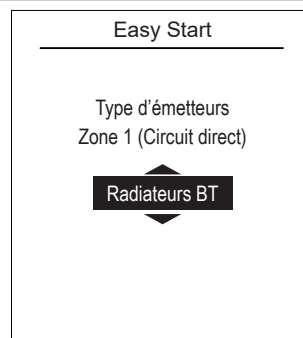 Easy Start
Type d'émetteurs
Zone 1 (Circuit direct)
Radiateurs BT